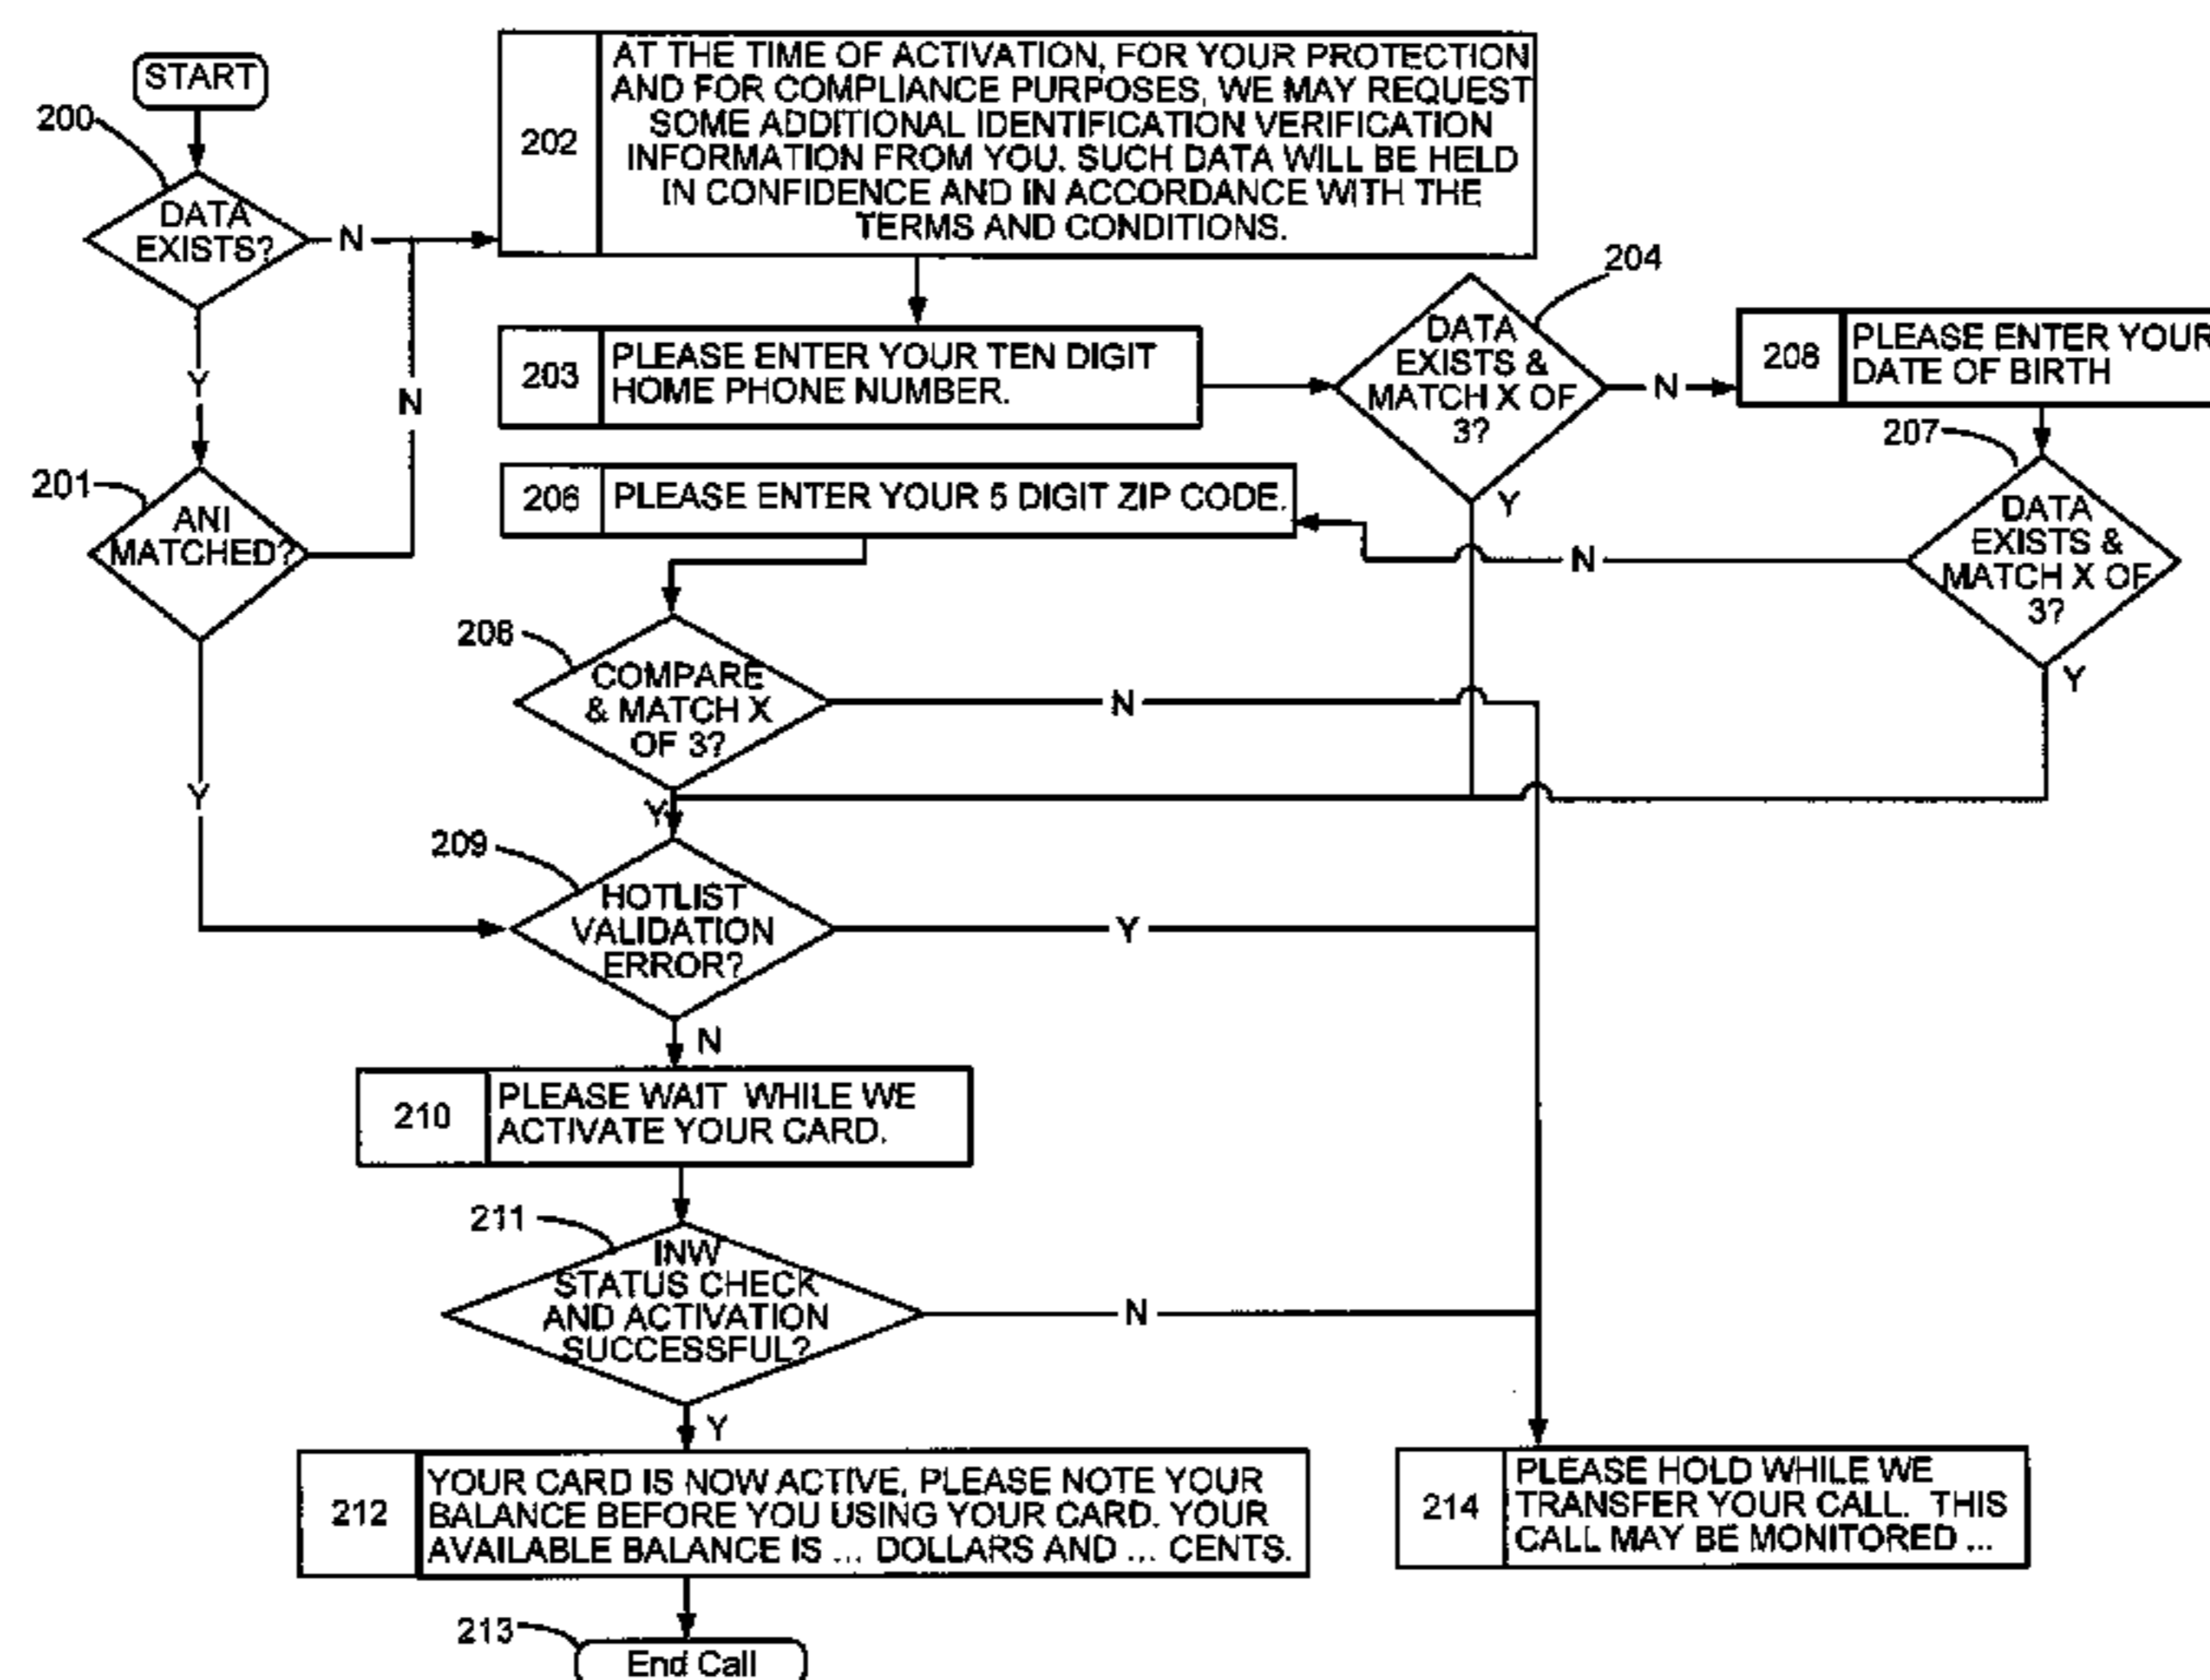 START
200
DATA
EXISTS?
N
Y
N
201
ANI
MATCHED?
Y
202
AT THE TIME OF ACTIVATION, FOR YOUR PROTECTION
AND FOR COMPLIANCE PURPOSES, WE MAY REQUEST
SOME ADDITIONAL IDENTIFICATION VERIFICATION
INFORMATION FROM YOU. SUCH DATA WILL BE HELD
IN CONFIDENCE AND IN ACCORDANCE WITH THE
TERMS AND CONDITIONS.
203
PLEASE ENTER YOUR TEN DIGIT
HOME PHONE NUMBER.
204
DATA
EXISTS &
MATCH X OF
3?
N
Y
208
PLEASE ENTER YOUR
DATE OF BIRTH
207
DATA
EXISTS &
MATCH X OF
3?
N
Y
206
PLEASE ENTER YOUR 5 DIGIT ZIP CODE.
208
COMPARE
& MATCH X
OF 3?
N
Y
209
HOTLIST
VALIDATION
ERROR?
Y
N
210
PLEASE WAIT WHILE WE
ACTIVATE YOUR CARD.
211
INW
STATUS CHECK
AND ACTIVATION
SUCCESSFUL?
N
Y
212
YOUR CARD IS NOW ACTIVE, PLEASE NOTE YOUR
BALANCE BEFORE YOU USING YOUR CARD. YOUR
AVAILABLE BALANCE IS ... DOLLARS AND ... CENTS.
214
PLEASE HOLD WHILE WE
TRANSFER YOUR CALL. THIS
CALL MAY BE MONITORED ...
213
End Call